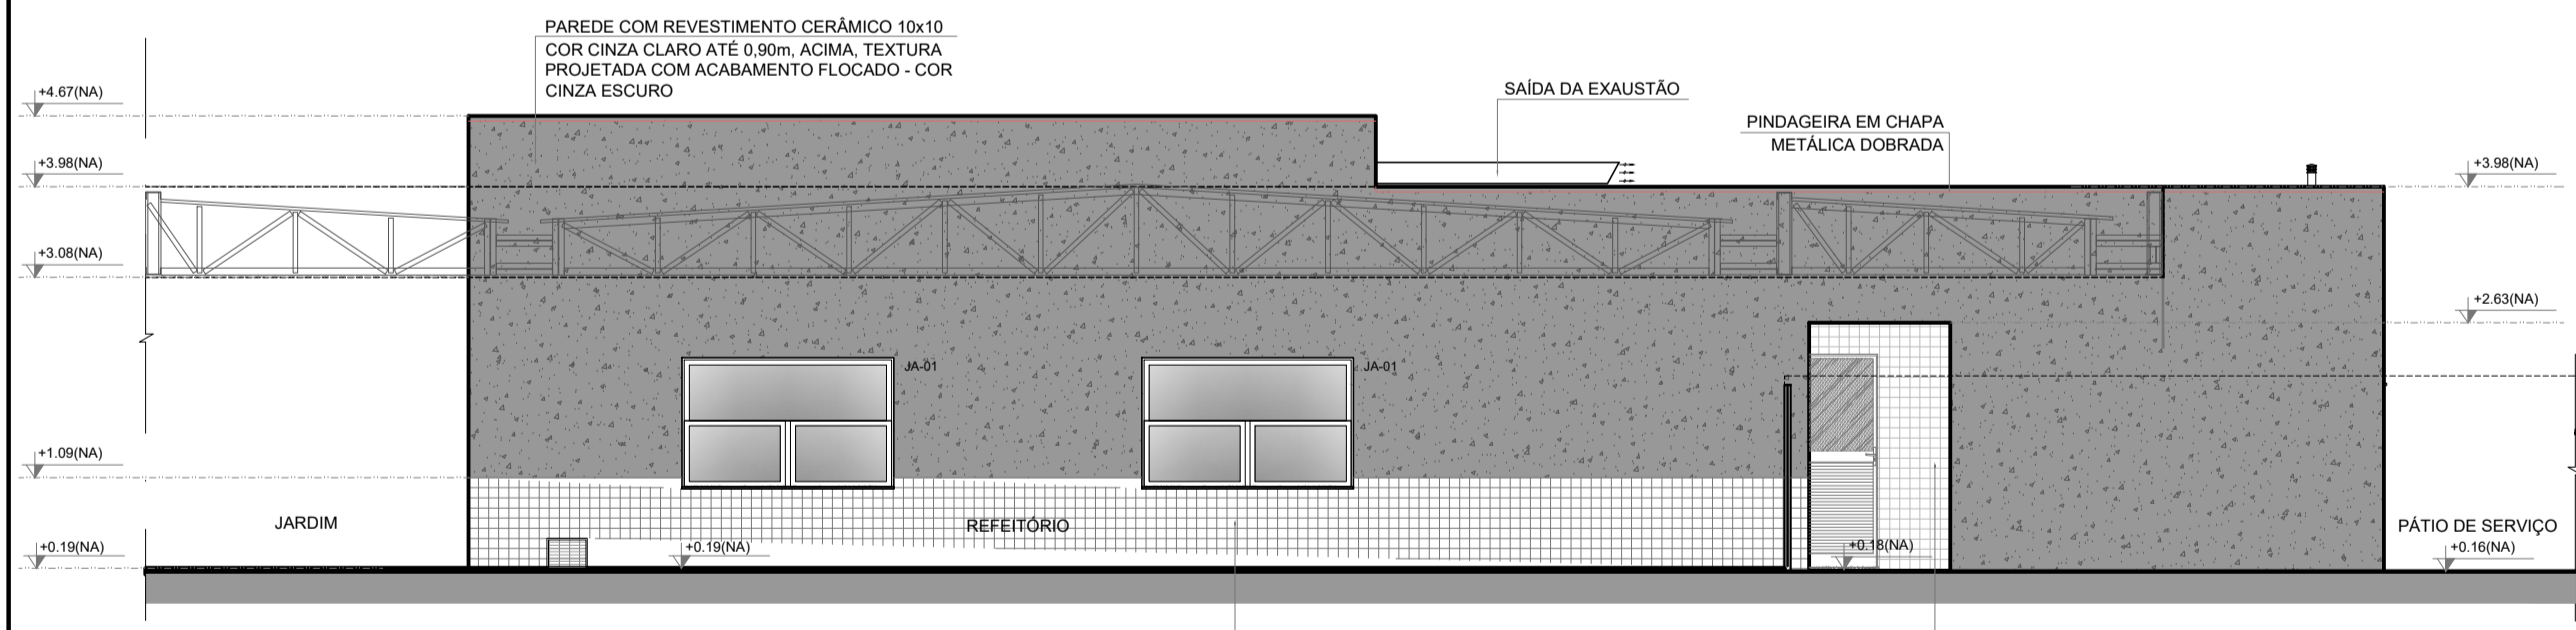 PAREDE COM REVESTIMENTO CERÂMICO 10x10
COR CINZA CLARO ATÉ 0,90m, ACIMA, TEXTURA
PROJETADA COM ACABAMENTO FLOCADO - COR
CINZA ESCURO
SAÍDA DA EXAUSTÃO
PINDAGEIRA EM CHAPA
METÁLICA DOBRADA
+4.67(NA)
+3.98(NA)
+3.98(NA)
+3.08(NA)
+2.63(NA)
JA-01
JA-01
+1.09(NA)
JARDIM
REFEITÓRIO
PÁTIO DE SERVIÇO
+0.19(NA)
+0.19(NA)
+0.18(NA)
+0.16(NA)